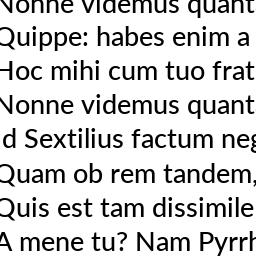 Nonne videmus quant
Quippe: habes enim a
Hoc mihi cum tuo frat
Nonne videmus quant
d Sextilius factum neg
Quam ob rem tandem,
Quis est tam dissimile
A mene tu? Nam Pyrrh